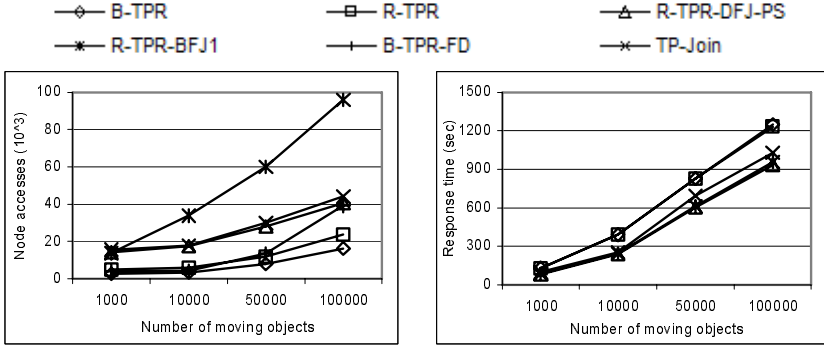 B-TPR
R-TPR
R-TPR-DFJ-PS
R-TPR-BFJ1
B-TPR-FD
TP-Join
Node accesses (10^3)
100
80
60
40
20
0
1000
10000
50000
100000
Number of moving objects
Response time (sec)
1500
1200
900
600
300
0
1000
10000
50000
100000
Number of moving objects